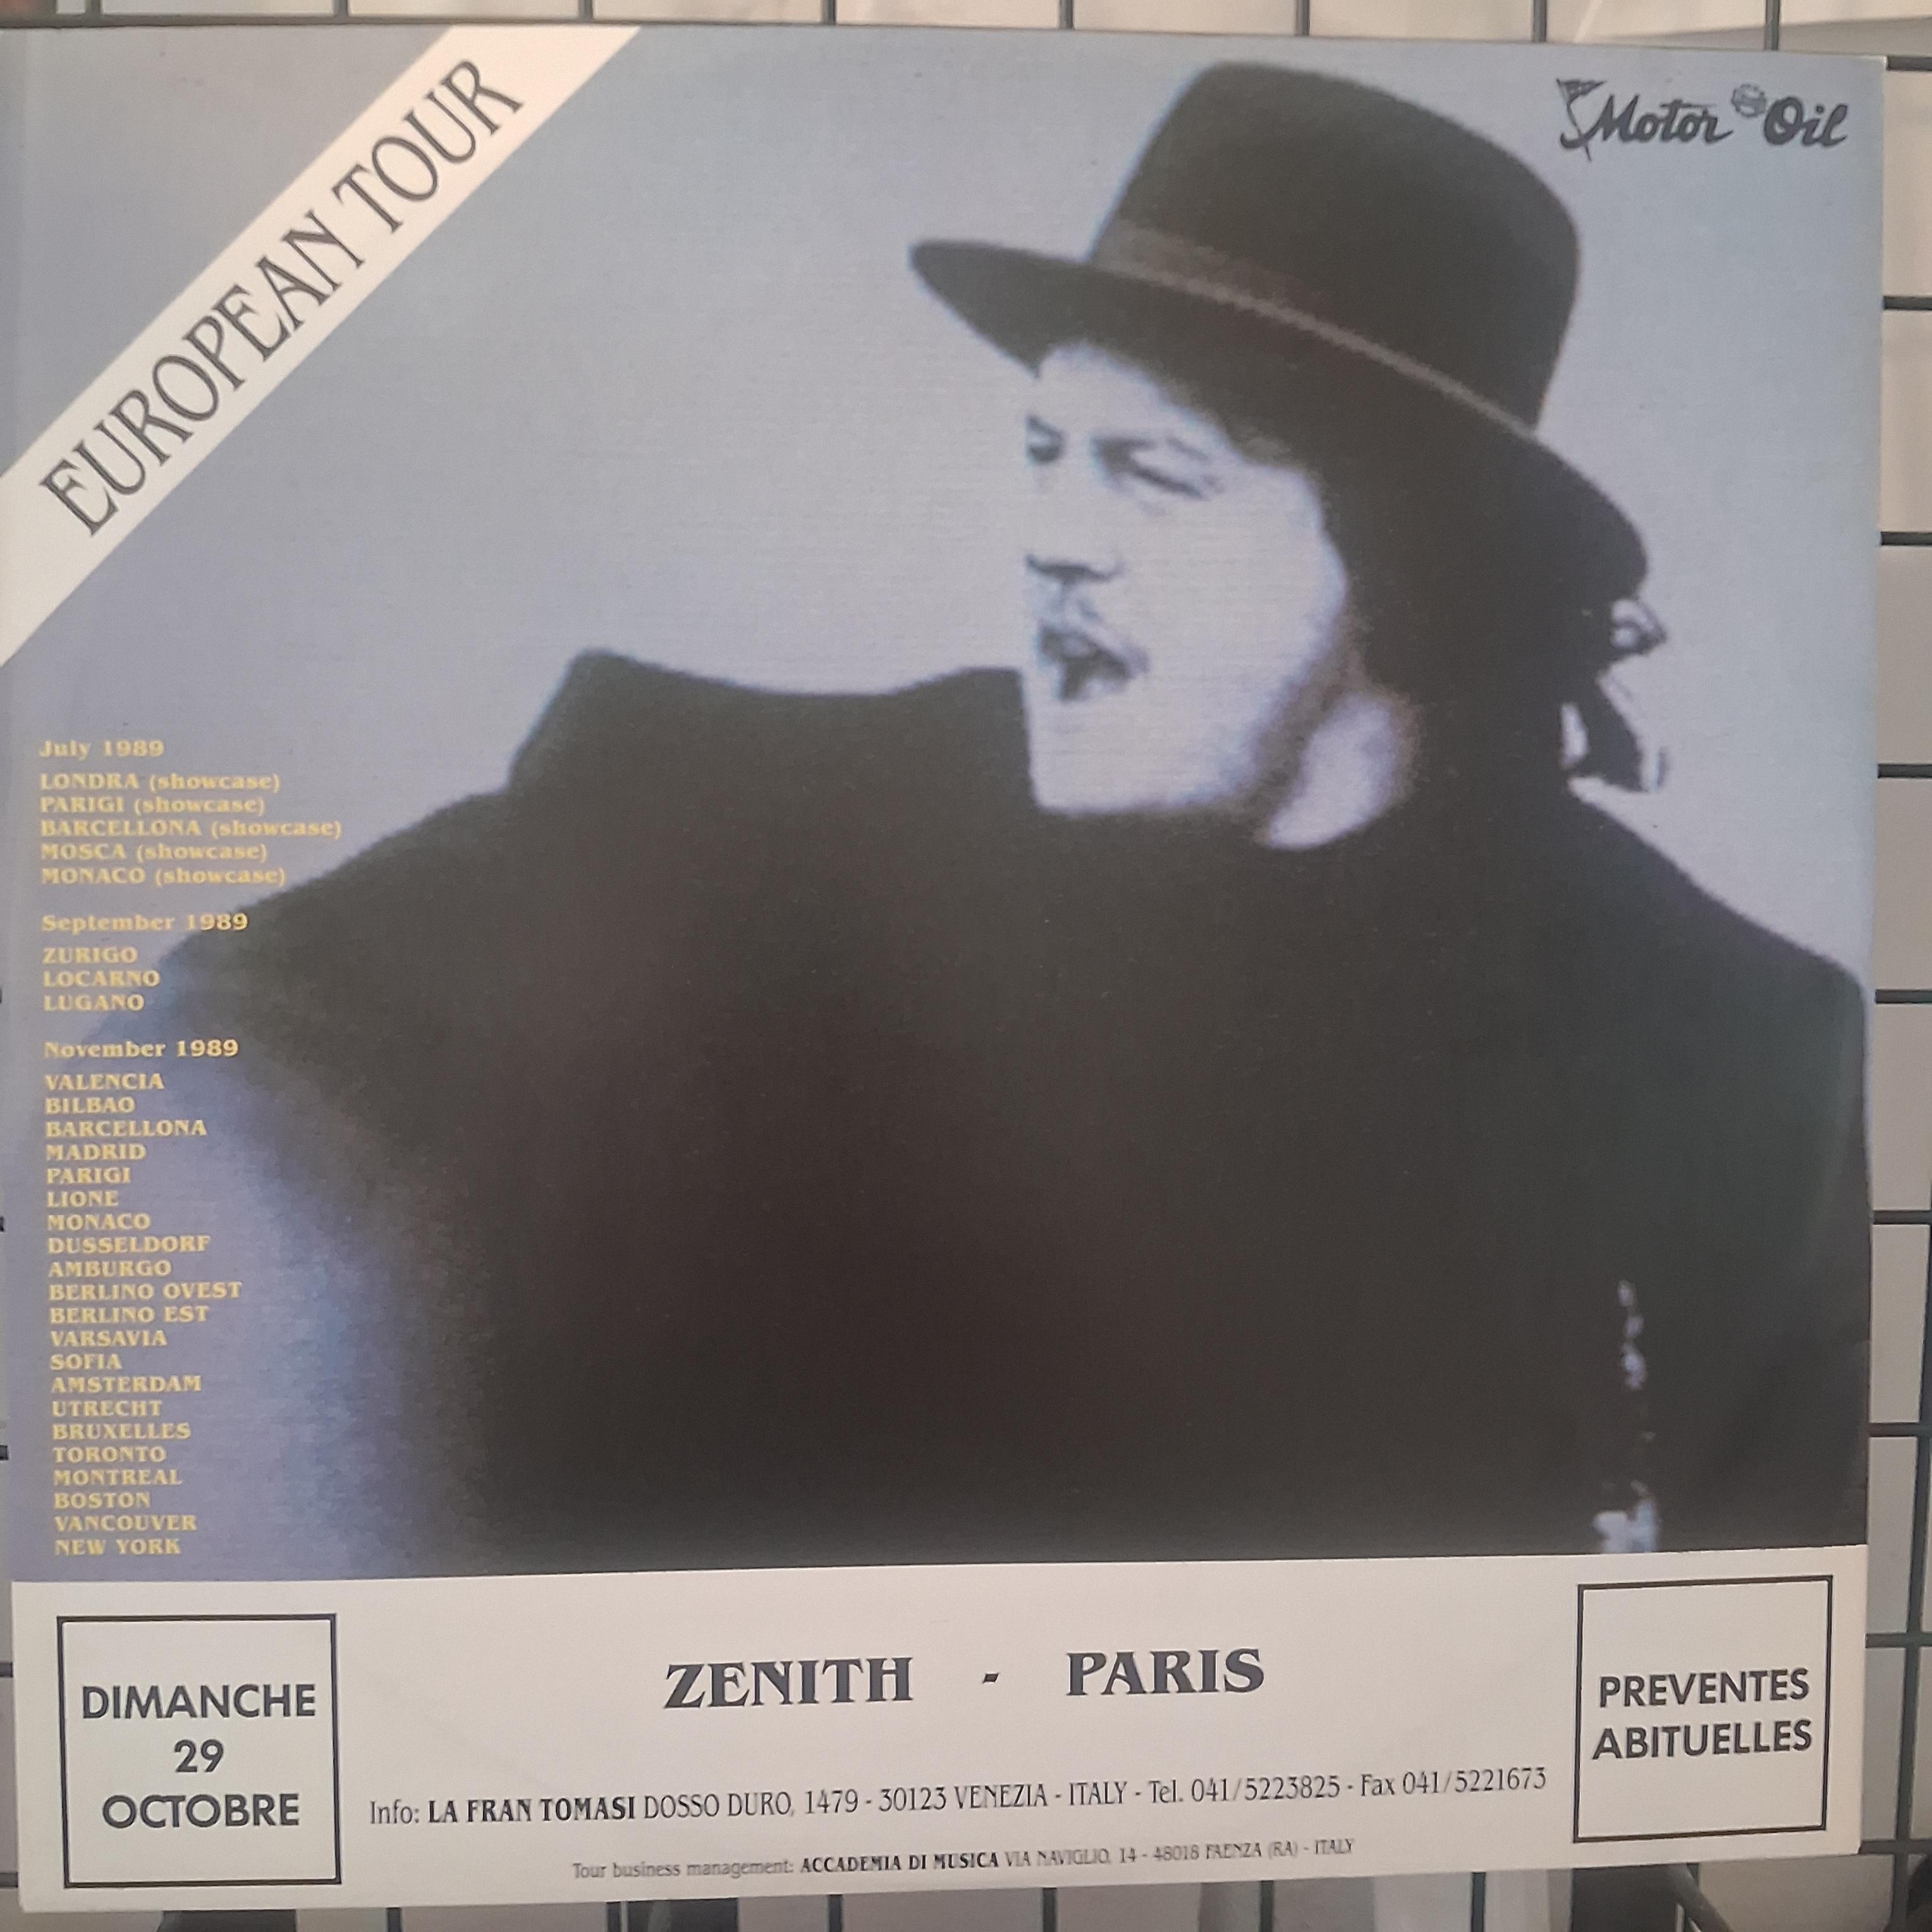 EUROPEAN TOUR
Motor Oil
July 1989
LONDRA (showcase)
PARIGI (showcase)
BARCELLONA (showcase)
MOSCA (showcase)
MONACO (showcase)
September 1989
ZURIGO
LOCARNO
LUGANO
November 1989
VALENCIA
BILBAO
BARCELLONA
MADRID
PARIGI
LIONE
MONACO
DUSSELDORF
AMBURGO
BERLINO OVEST
BERLINO EST
VARSAVIA
SOFIA
AMSTERDAM
UTRECHT
BRUXELLES
TORONTO
MONTREAL
BOSTON
VANCOUVER
NEW YORK
DIMANCHE
29
OCTOBRE
ZENITH - PARIS
Info: LA FRAN TOMASI DOSSO DURO, 1479 - 30123 VENEZIA - ITALY - Tel. 041/5223825 - Fax 041/5221673
Tour business management: ACCADEMIA DI MUSICA VIA NAVIGLIO, 14 - 48018 FAENZA (RA) - ITALY
PREVENTES
ABITUELLES